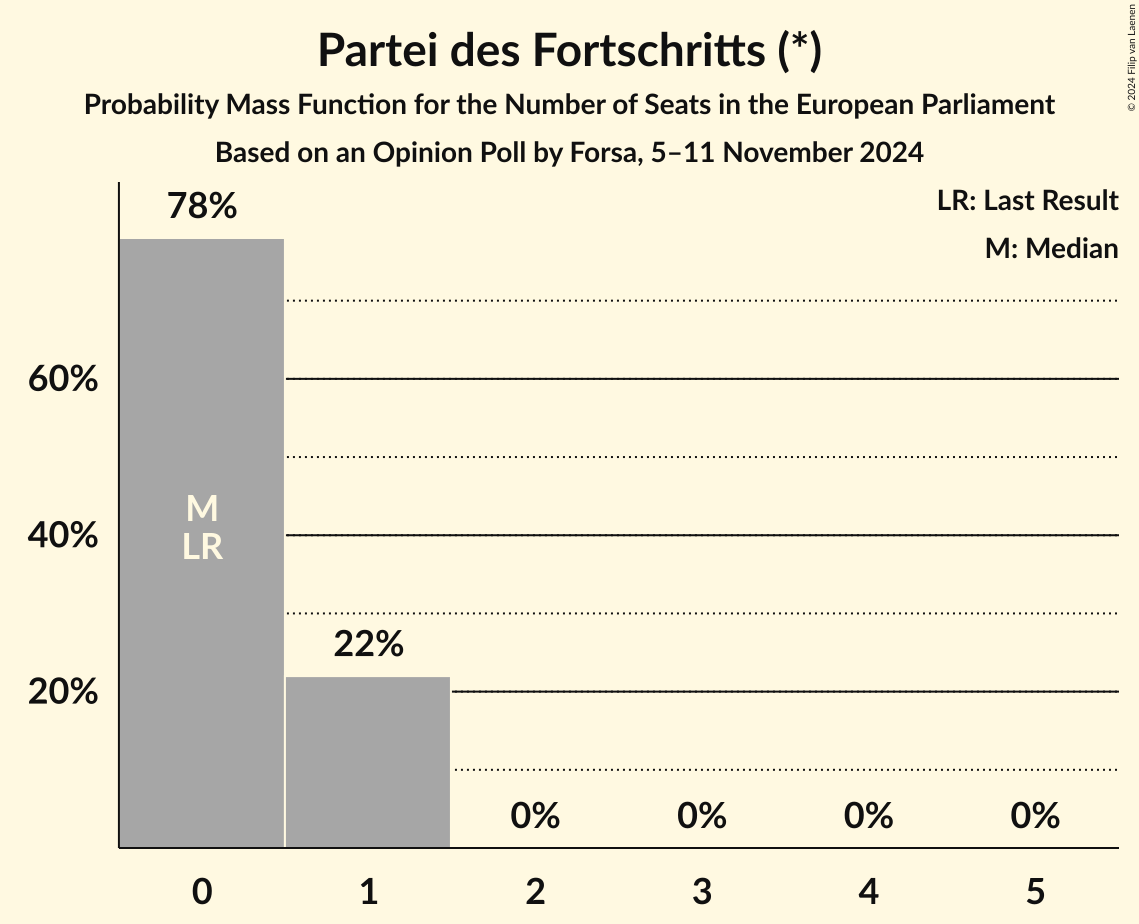 Partei des Fortschritts (*)
Probability Mass Function for the Number of Seats in the European Parliament
Based on an Opinion Poll by Forsa, 5–11 November 2024
© 2024 Filip van Laenen
LR: Last Result
M: Median
78%
60%
M
40%
LR
22%
20%
0%
0%
0%
0%
0
1
2
3
4
5